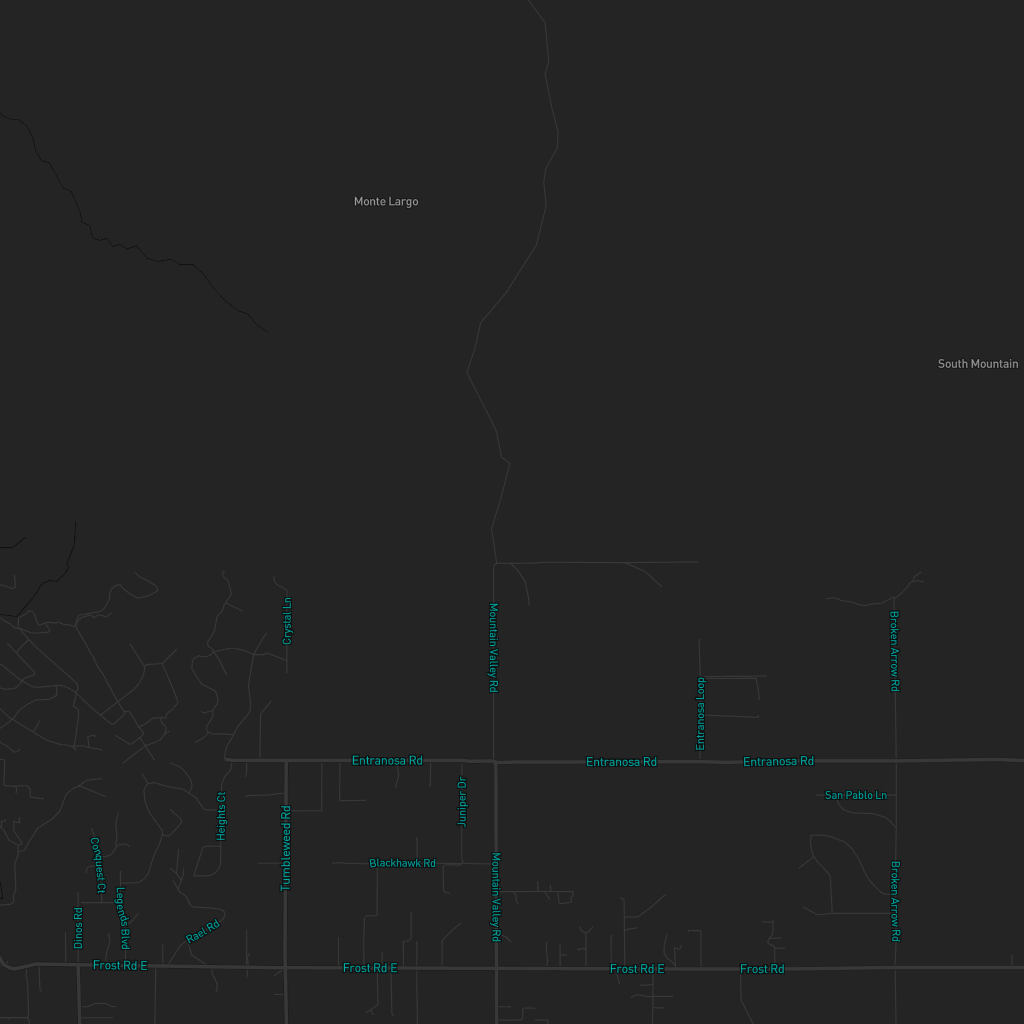 Monte Largo
South Mountain
Crystal Ln
Mountain Valley Rd
Broken Arrow Rd
Entranosa Loop
Entranosa Rd
Entranosa Rd
Entranosa Rd
Heights Ct
Tumbleweed Rd
Juniper Dr
San Pablo Ln
Conquest Ct
Blackhawk Rd
Mountain Valley Rd
Broken Arrow Rd
Legends Blvd
Dinos Rd
Rael Rd
Frost Rd E
Frost Rd E
Frost Rd E
Frost Rd